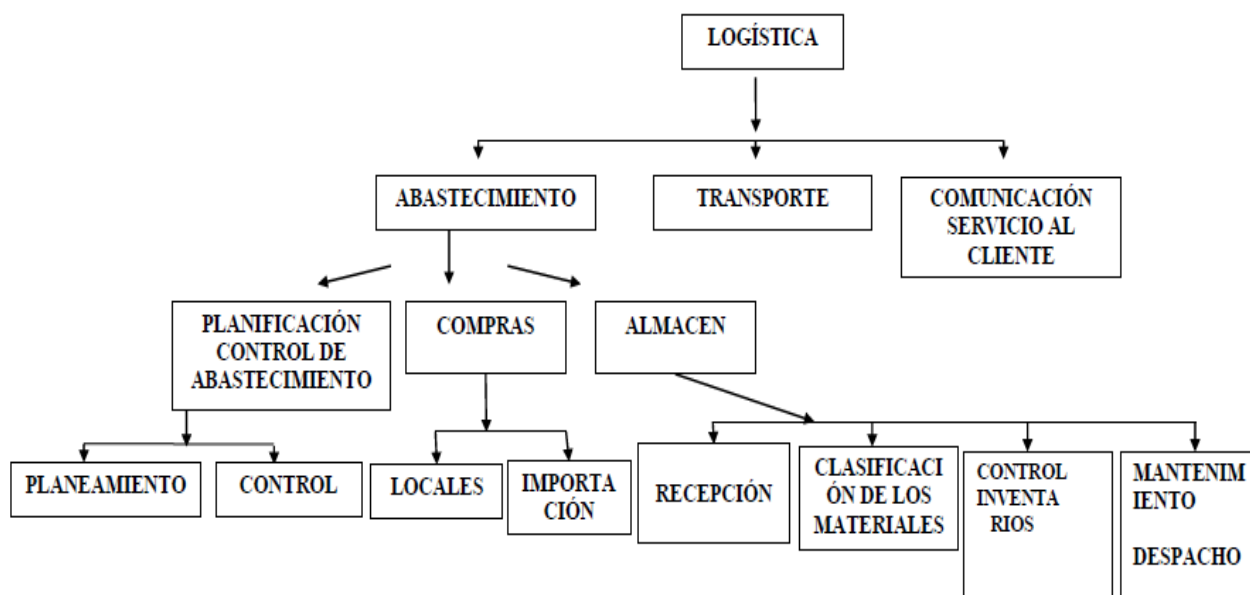 LOGÍSTICA
ABASTECIMIENTO
TRANSPORTE
COMUNICACIÓN
SERVICIO AL
CLIENTE
PLANIFICACIÓN
CONTROL DE
ABASTECIMIENTO
COMPRAS
ALMACEN
PLANEAMIENTO
CONTROL
LOCALES
IMPORTA
CIÓN
RECEPCIÓN
CLASIFICACI
ÓN DE LOS
MATERIALES
CONTROL
INVENTA
RIOS
MANTENIM
IENTO
DESPACHO